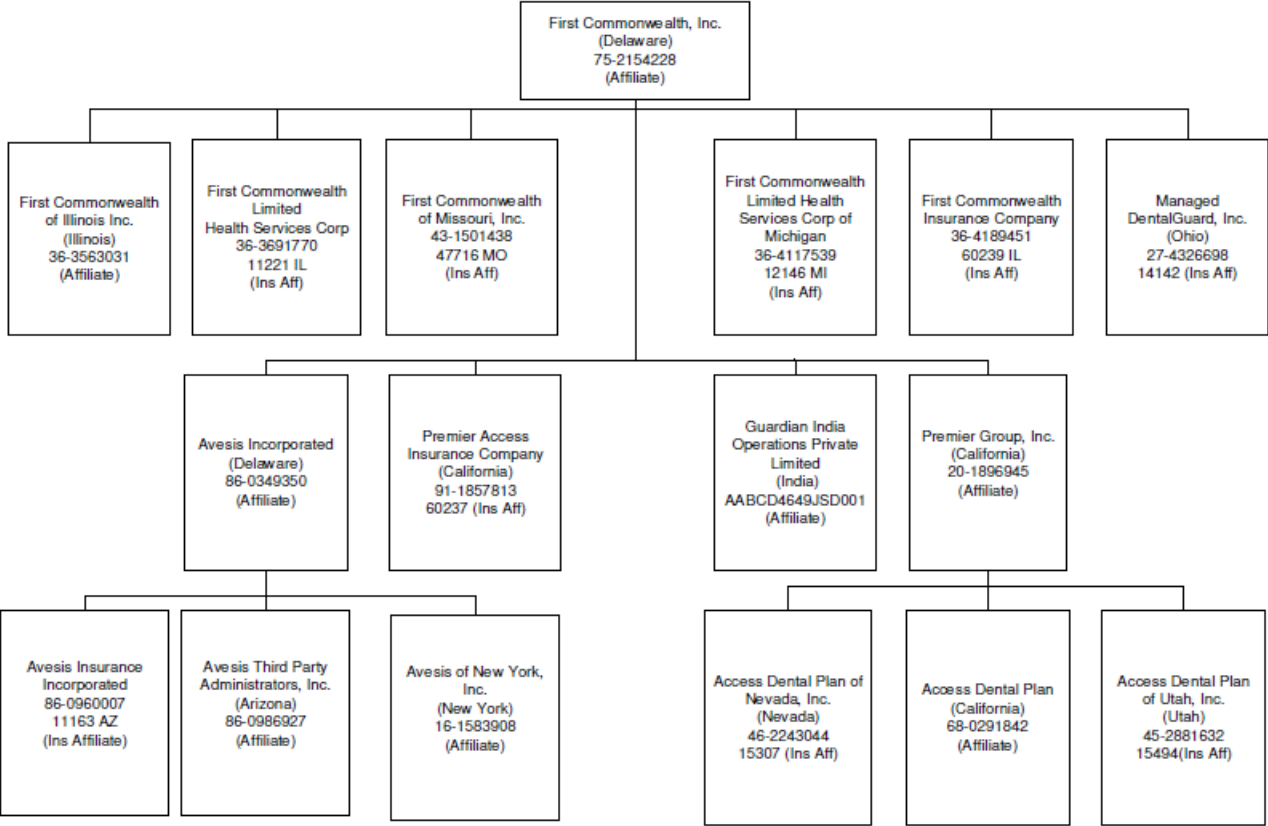 First Commonwealth, Inc.
(Delaware)
75-2154228
(Affiliate)
First Commonwealth
of Illinois Inc.
(Illinois)
36-3563031
(Affiliate)
First Commonwealth
Limited
Health Services Corp
36-3691770
11221 IL
(Ins Aff)
First Commonwealth
of Missouri, Inc.
43-1501438
47716 MO
(Ins Aff)
First Commonwealth
Limited Health
Services Corp of
Michigan
36-4117539
12146 MI
(Ins Aff)
First Commonwealth
Insurance Company
36-4189451
60239 IL
(Ins Aff)
Managed
DentalGuard, Inc.
(Ohio)
27-4326698
14142 (Ins Aff)
Avesis Incorporated
(Delaware)
86-0349350
(Affiliate)
Premier Access
Insurance Company
(California)
91-1857813
60237 (Ins Aff)
Guardian India
Operations Private
Limited
(India)
AABCD4649JSD001
(Affiliate)
Premier Group, Inc.
(California)
20-1896945
(Affiliate)
Avesis Insurance
Incorporated
86-0960007
11163 AZ
(Ins Affiliate)
Avesis Third Party
Administrators, Inc.
(Arizona)
86-0986927
(Affiliate)
Avesis of New York,
Inc.
(New York)
16-1583908
(Affiliate)
Access Dental Plan of
Nevada, Inc.
(Nevada)
46-2243044
15307 (Ins Aff)
Access Dental Plan
(California)
68-0291842
(Affiliate)
Access Dental Plan
of Utah, Inc.
(Utah)
45-2881632
15494(Ins Aff)